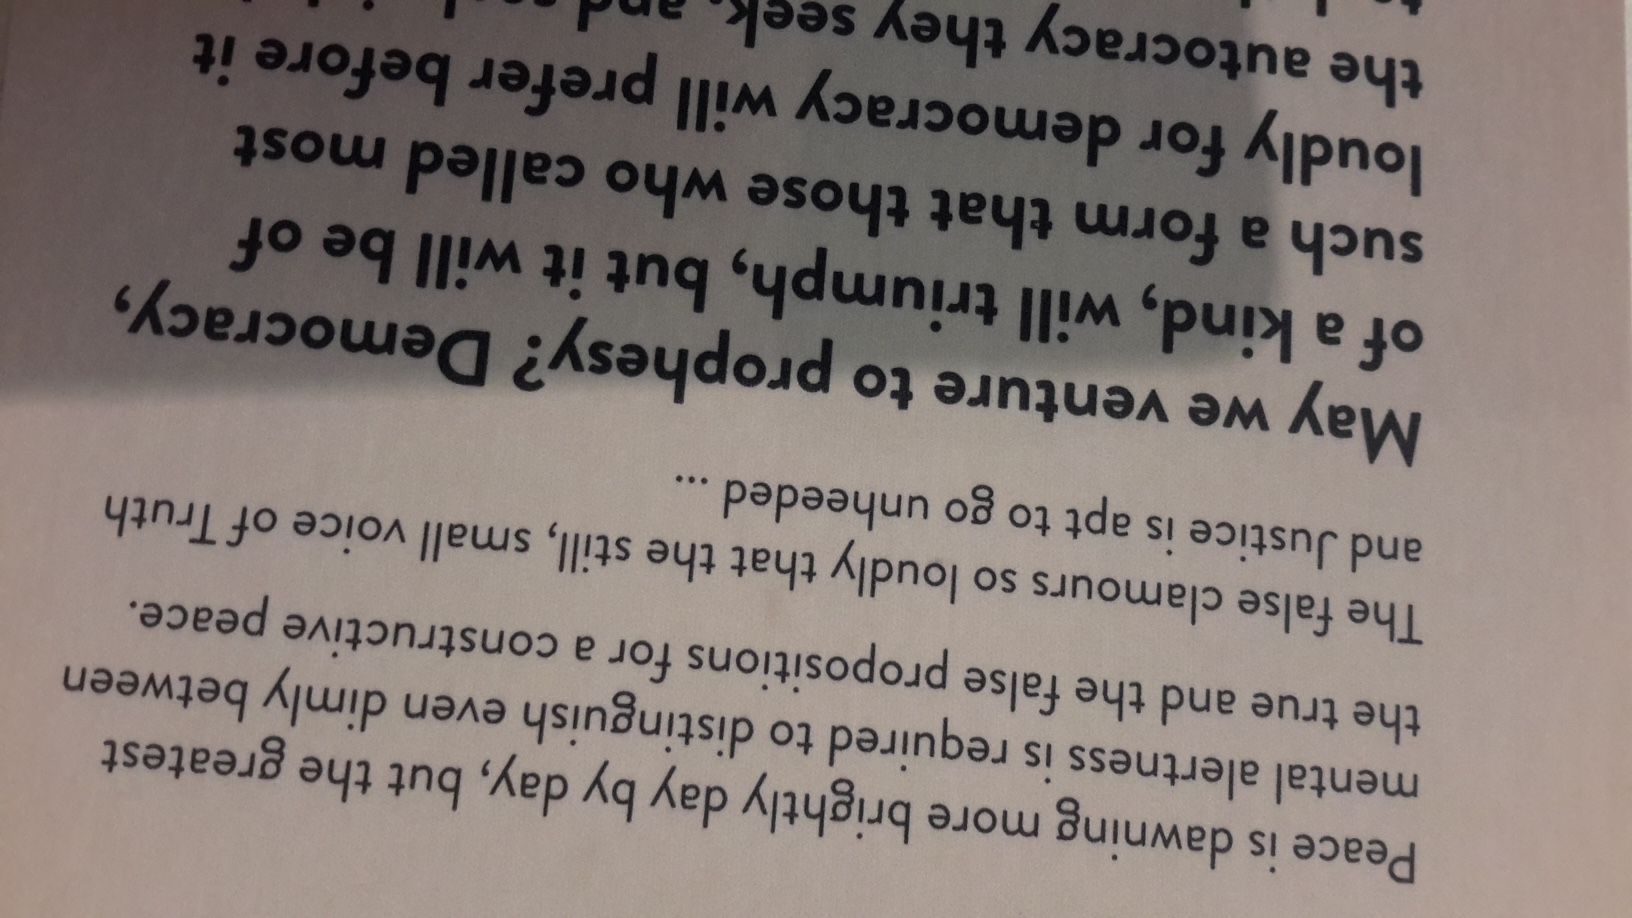 Peace is dawning more brightly day by day, but the greatest
mental alertness is required to distinguish even dimly between
the true and the false propositions for a constructive peace.
The false clamours so loudly that the still, small voice of Truth
and Justice is apt to go unheeded ...
May we venture to prophesy? Democracy,
of a kind, will triumph, but it will be of
such a form that those who called most
loudly for democracy will prefer before it
the autocracy they seek, and